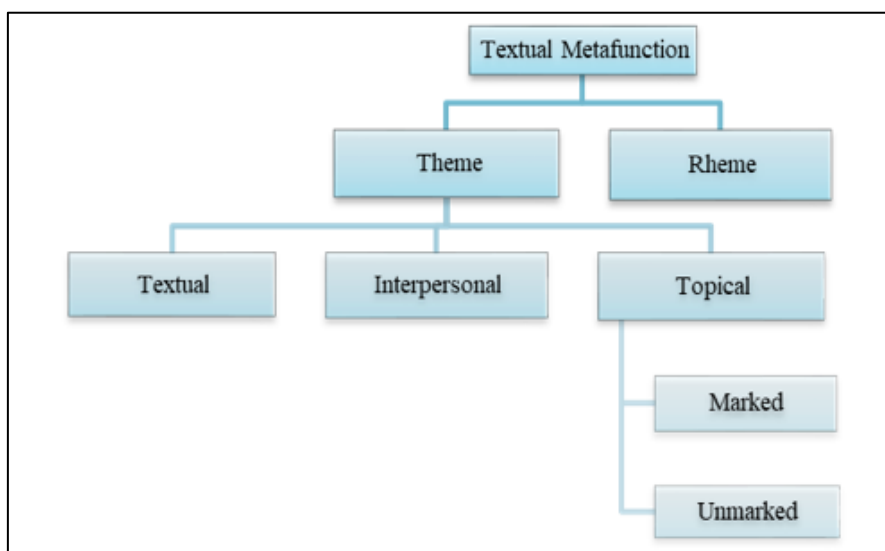 Textual Metafunction
Theme
Rheme
Textual
Interpersonal
Topical
Marked
Unmarked